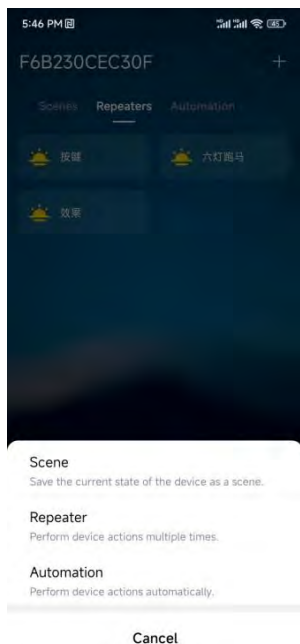 5:46 PM
45
F6B230CEC30F
Scenes Repeaters Automation
按键 六灯跑马
效果
Scene
Save the current state of the device as a scene.
Repeater
Perform device actions multiple times.
Automation
Perform device actions automatically.
Cancel